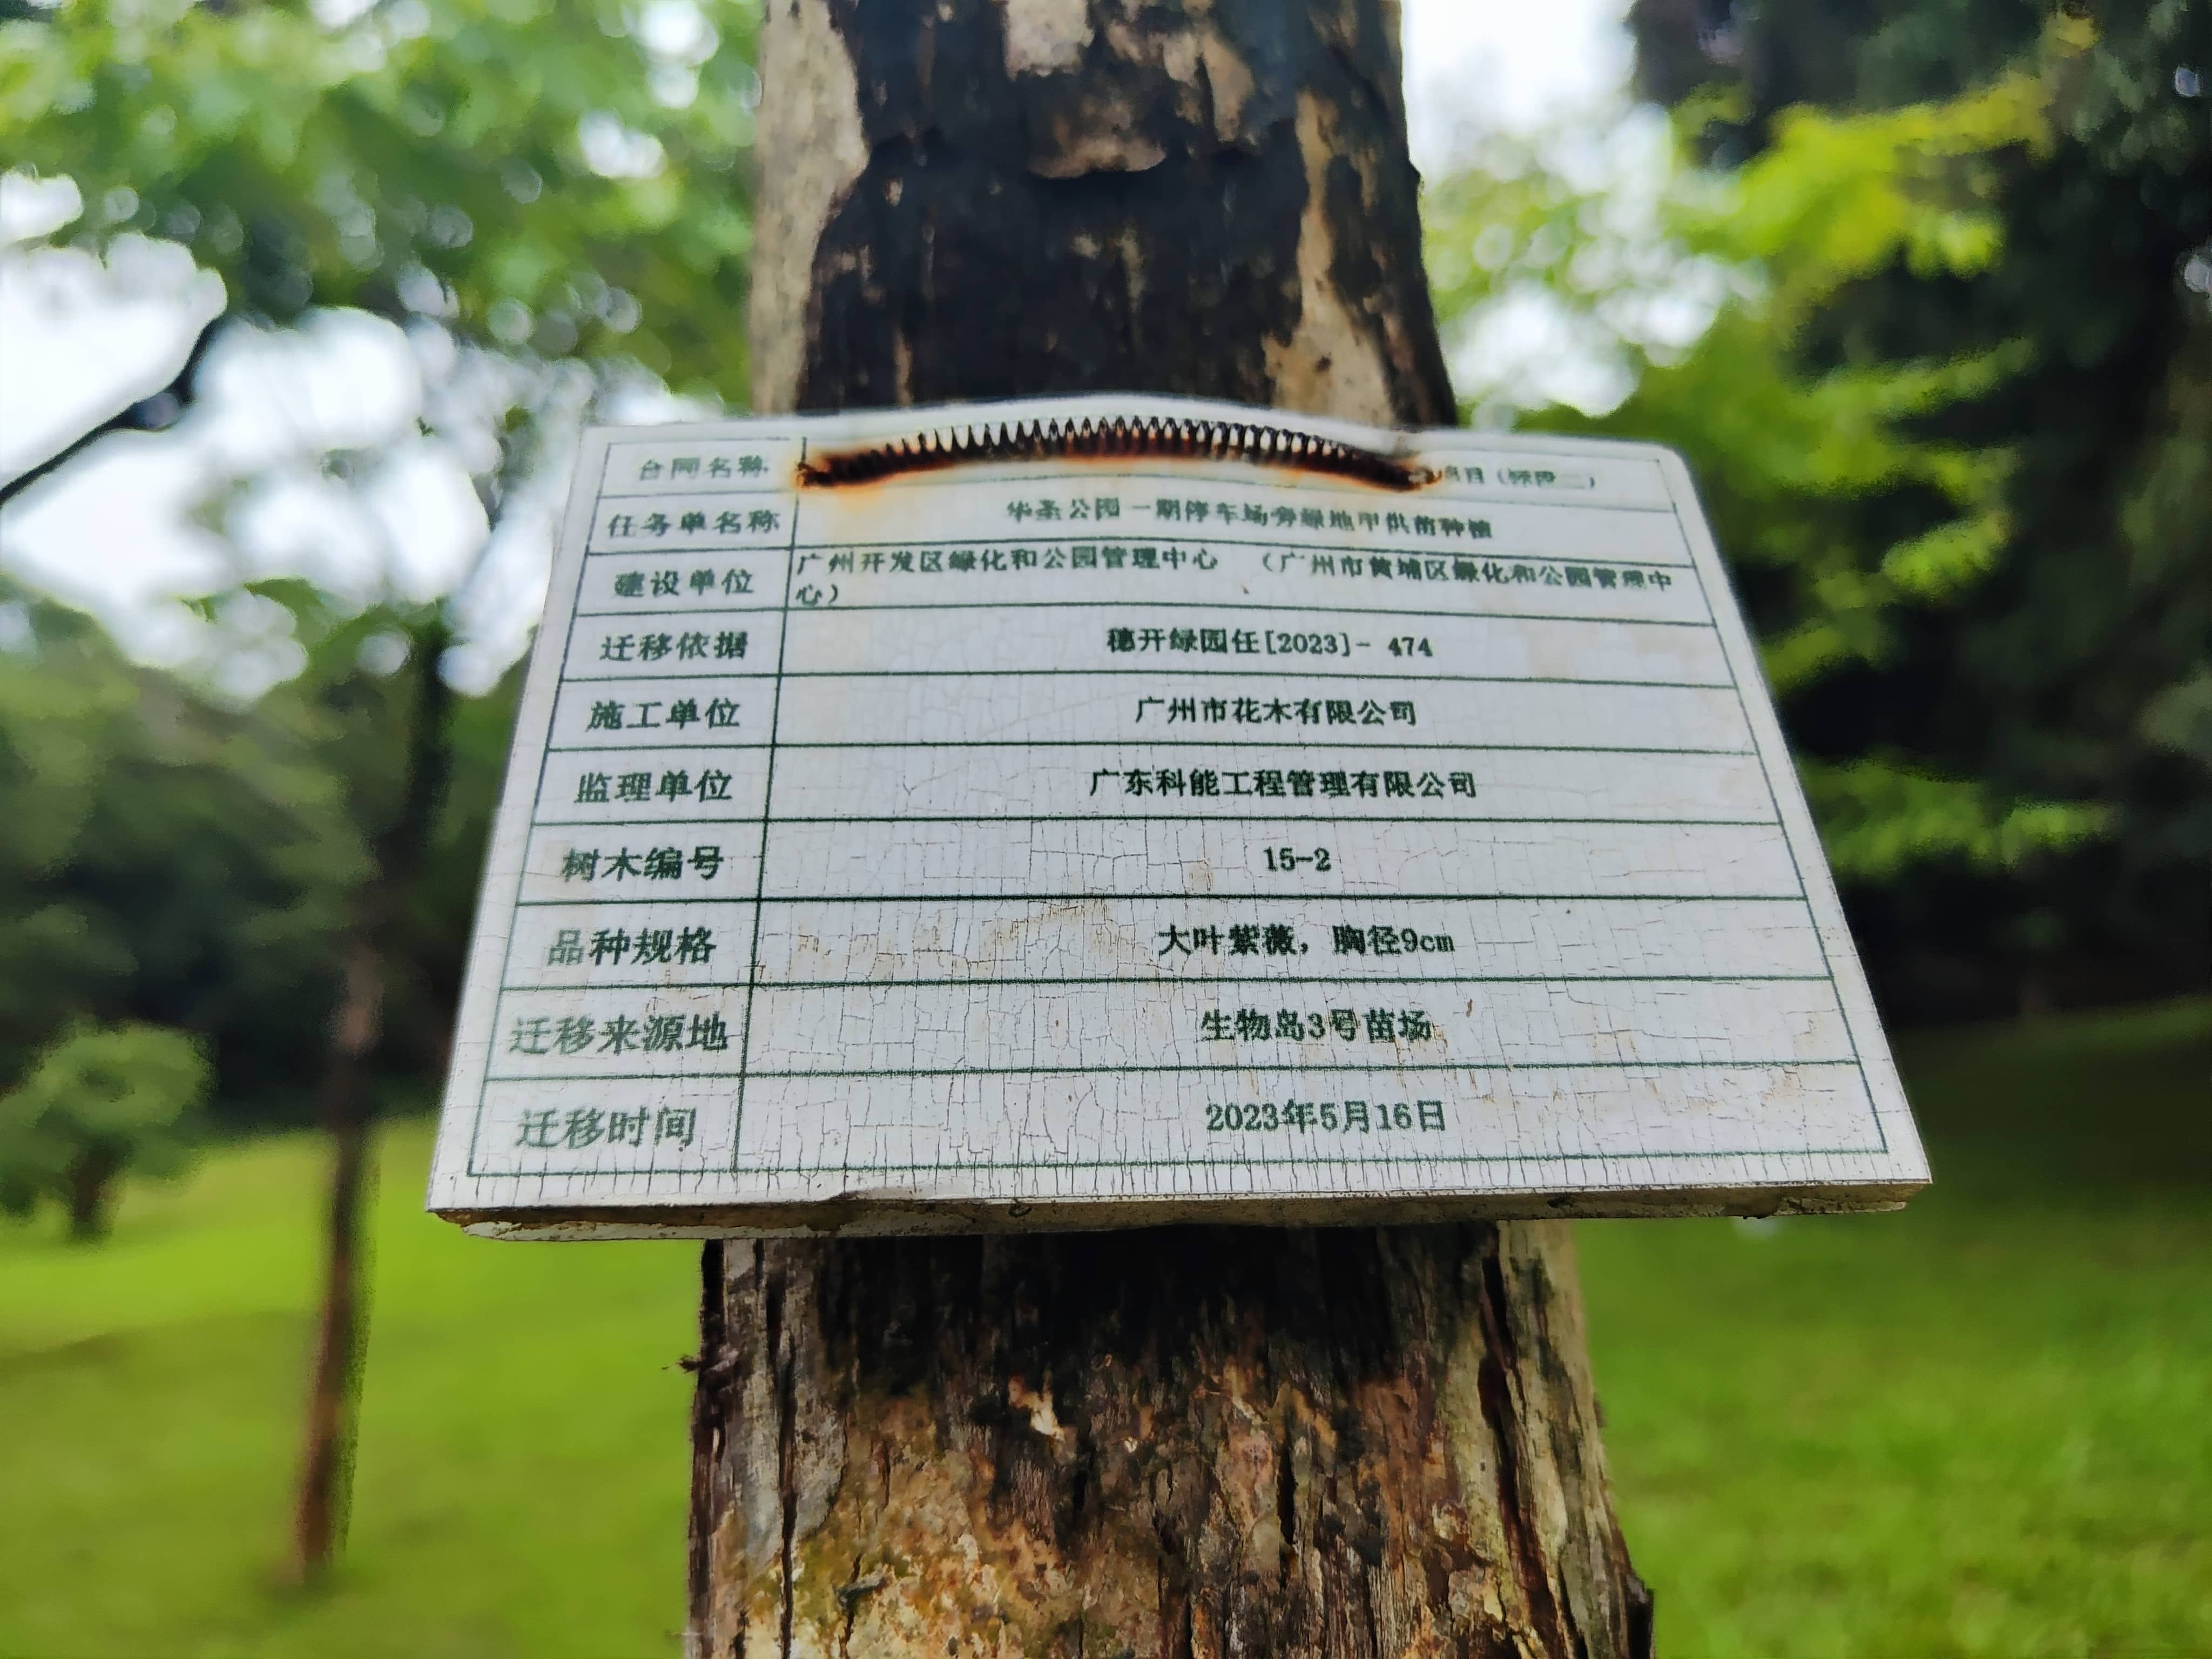 合同名称 项目（标段二）
任务单名称 公园一期停车场旁绿地甲供苗种植
建设单位 广州开发区绿化和公园管理中心 （广州市黄埔区绿化和公园管理中
心）
迁移依据 穗开绿园任[2023]- 474
施工单位 广州市花木有限公司
监理单位 广东科能工程管理有限公司
树木编号 15-2
品种规格 大叶紫薇，胸径9cm
迁移来源地 生物岛3号苗场
迁移时间 2023年5月16日